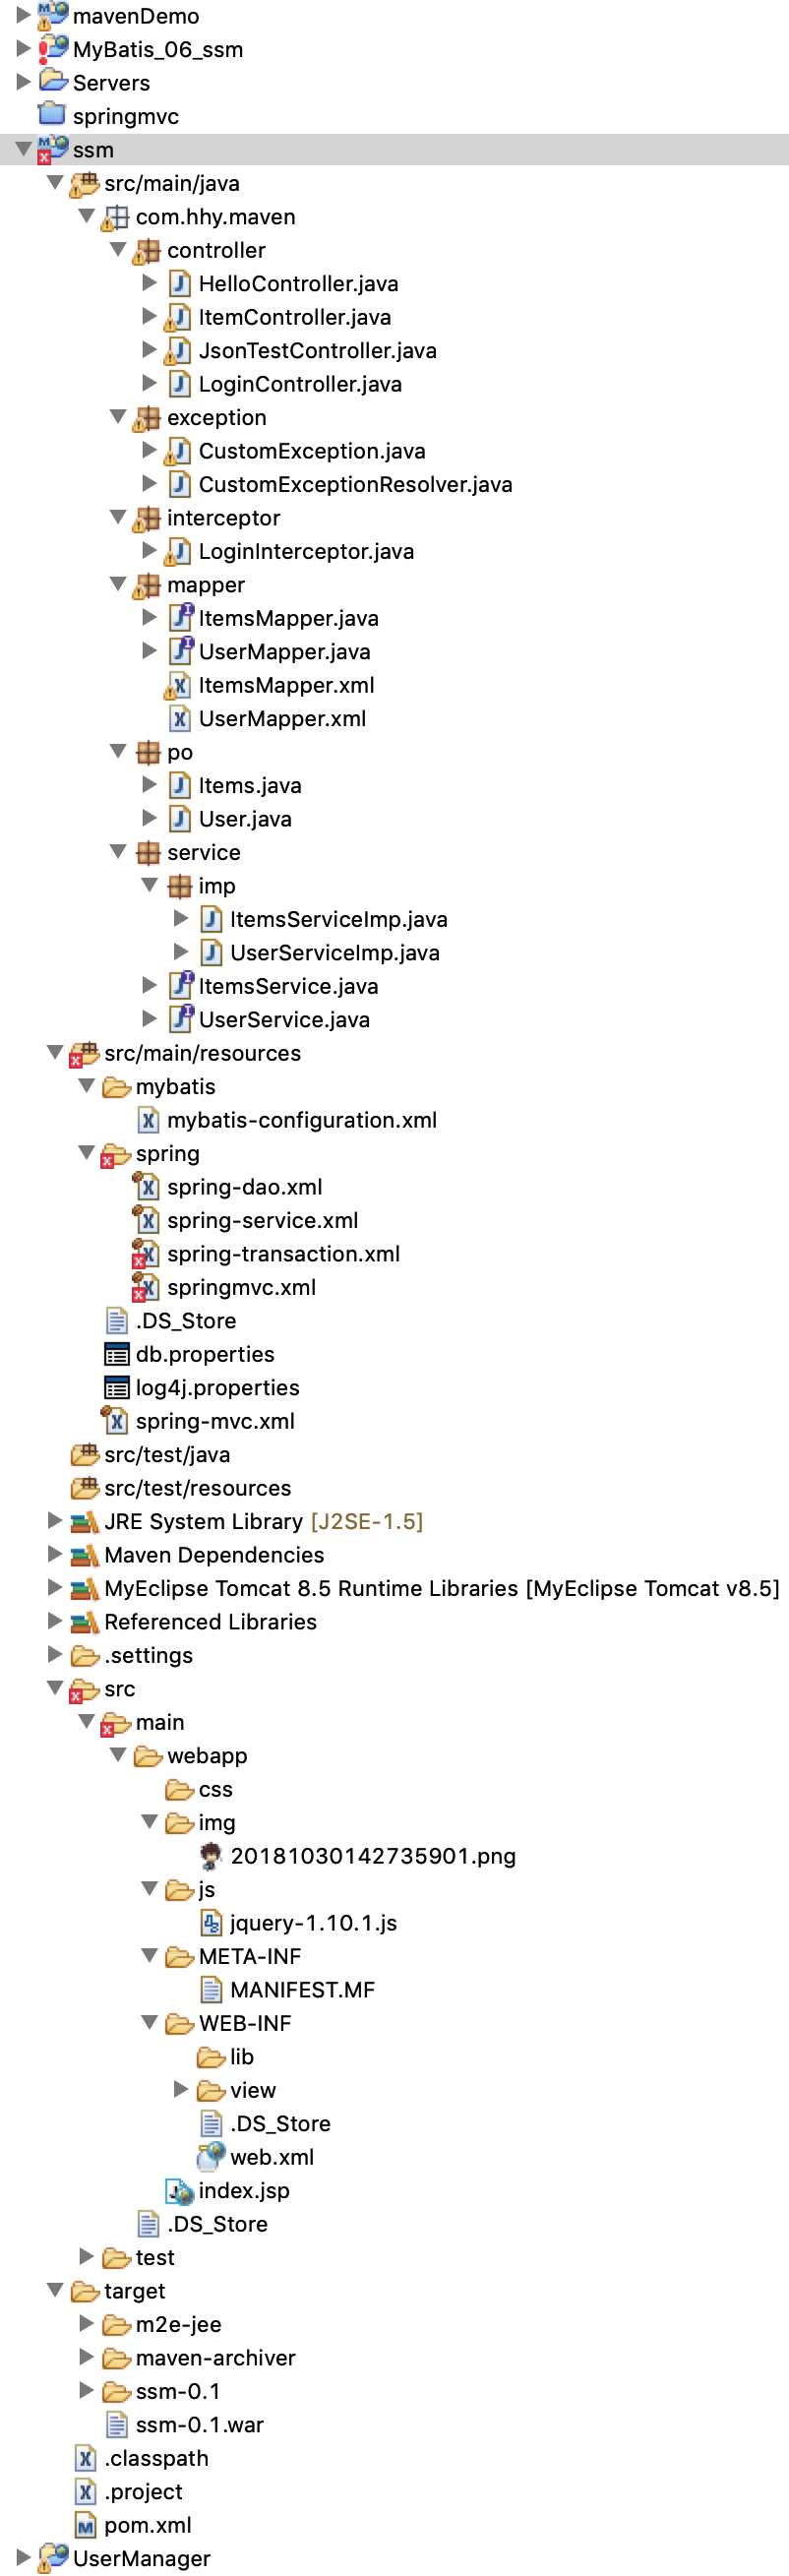 mavenDemo
MyBatis_06_ssm
Servers
springmvc
ssm
src/main/java
com.hhy.maven
controller
HelloController.java
ItemController.java
JsonTestController.java
LoginController.java
exception
CustomException.java
CustomExceptionResolver.java
interceptor
LoginInterceptor.java
mapper
ItemsMapper.java
UserMapper.java
ItemsMapper.xml
UserMapper.xml
po
Items.java
User.java
service
imp
ItemsServiceImp.java
UserServiceImp.java
ItemsService.java
UserService.java
src/main/resources
mybatis
mybatis-configuration.xml
spring
spring-dao.xml
spring-service.xml
spring-transaction.xml
springmvc.xml
.DS_Store
db.properties
log4j.properties
spring-mvc.xml
src/test/java
src/test/resources
JRE System Library [J2SE-1.5]
Maven Dependencies
MyEclipse Tomcat 8.5 Runtime Libraries [MyEclipse Tomcat v8.5]
Referenced Libraries
.settings
src
main
webapp
css
img
20181030142735901.png
js
jquery-1.10.1.js
META-INF
MANIFEST.MF
WEB-INF
lib
view
.DS_Store
web.xml
index.jsp
.DS_Store
test
target
m2e-jee
maven-archiver
ssm-0.1
ssm-0.1.war
.classpath
.project
pom.xml
UserManager